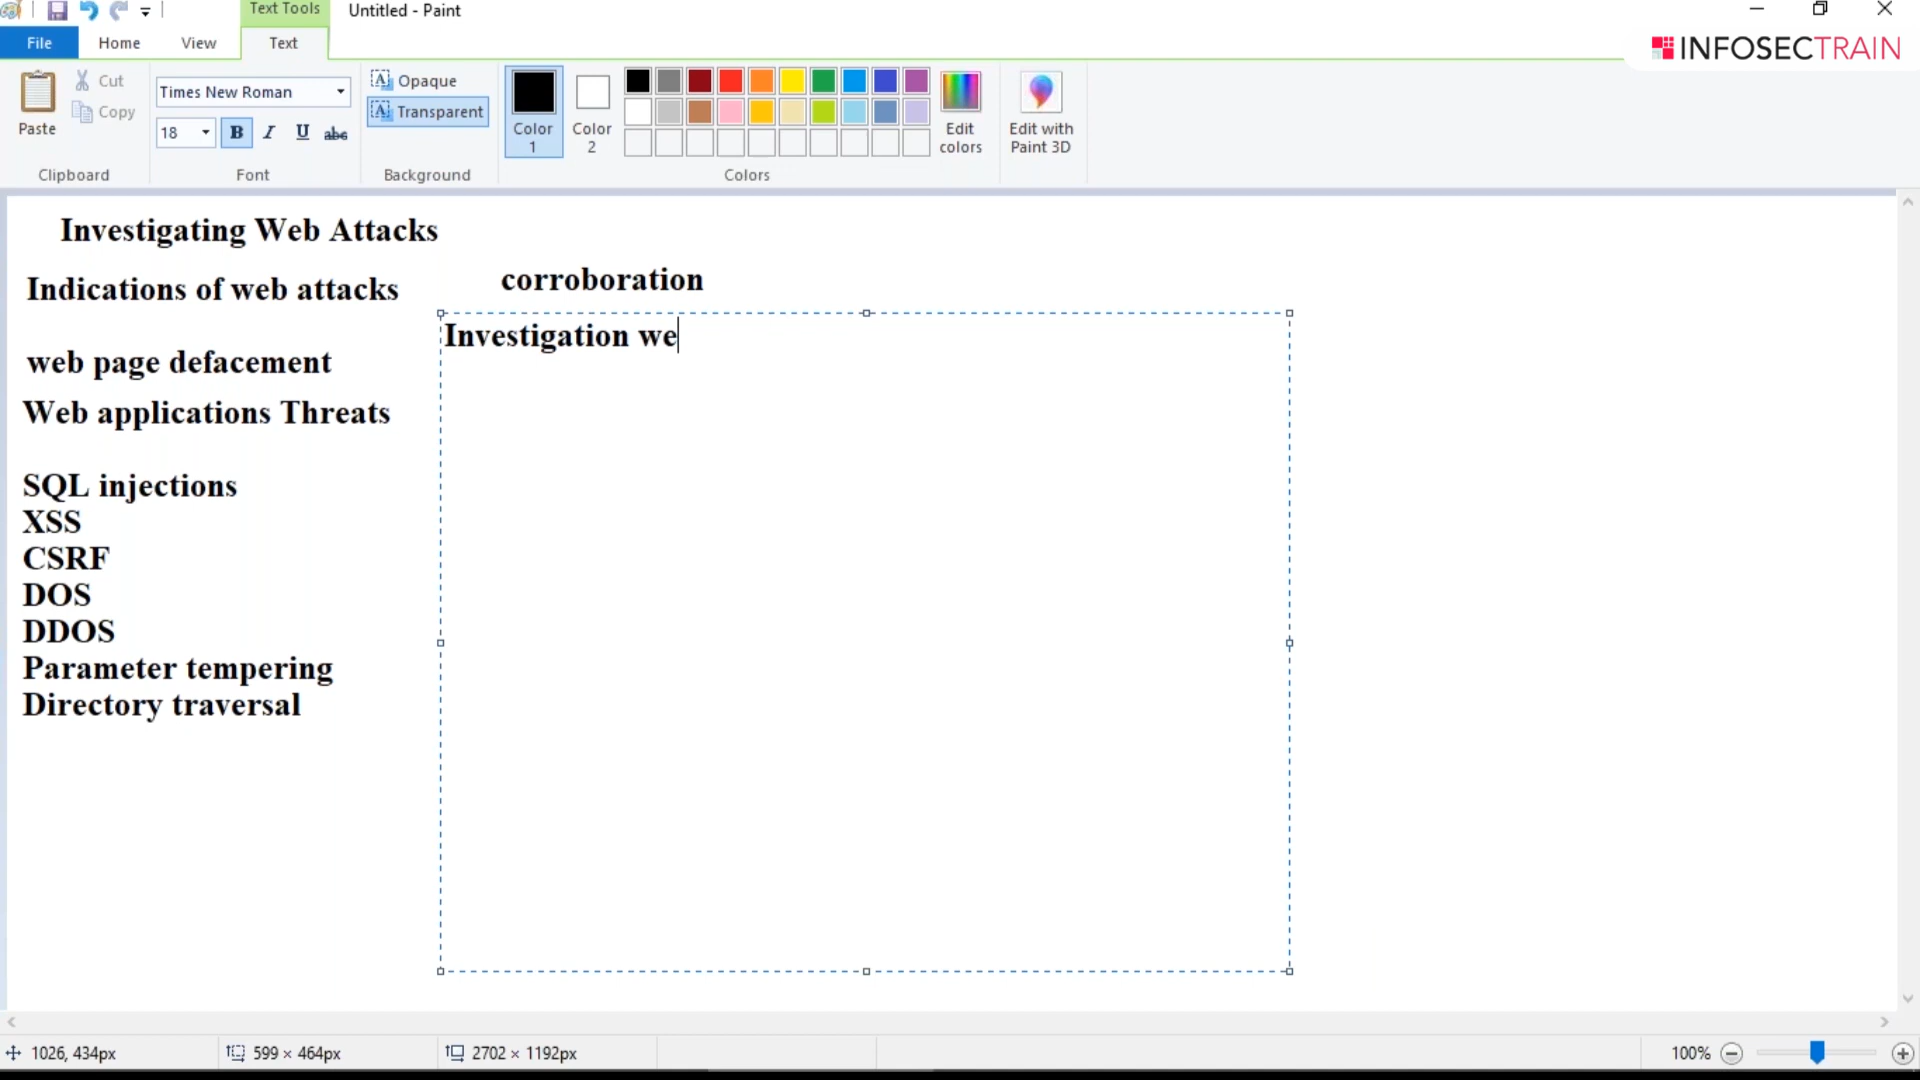 Text Tools
Untitled - Paint
File
Home
View
Text
INFOSECTRAIN
Paste
Cut
Copy
Clipboard
Times New Roman
18
B
I
U
abc
Font
Opaque
Transparent
Background
Color
1
Color
2
Edit
colors
Colors
Edit with
Paint 3D
Investigating Web Attacks
Indications of web attacks
web page defacement
Web applications Threats
SQL injections
XSS
CSRF
DOS
DDOS
Parameter tempering
Directory traversal
corroboration
Investigation we
1026, 434px
599 × 464px
2702 × 1192px
100%